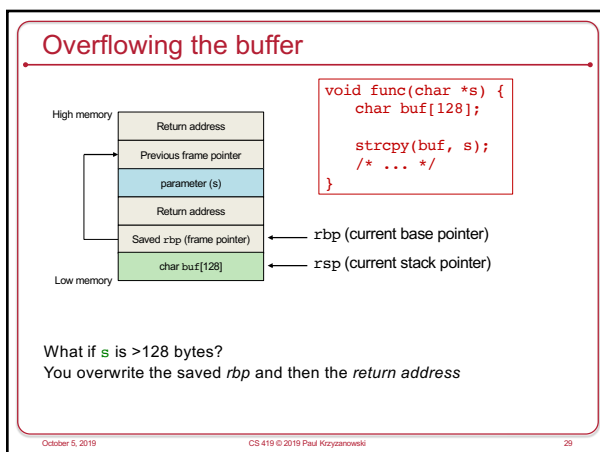 Overflowing the buffer
High memory
Return address
Previous frame pointer
parameter (s)
Return address
Saved rbp (frame pointer)
char buf[128]
Low memory
rbp (current base pointer)
rsp (current stack pointer)
void func(char *s) {
char buf[128];
strcpy(buf, s);
/* ... */
}
What if s is >128 bytes?
You overwrite the saved rbp and then the return address
October 5, 2019
CS 419 © 2019 Paul Krzyzanowski
29